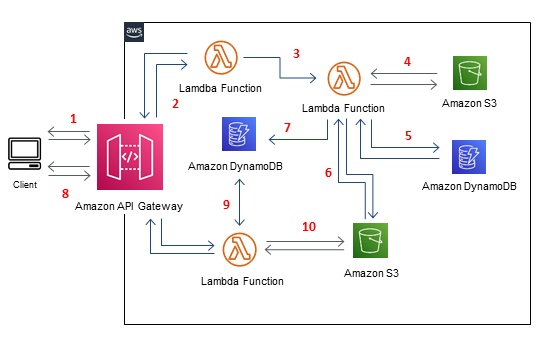 aws
3
4
Lamdba Function
2
Lambda Function
Amazon S3
1
7
5
Client
Amazon DynamoDB
6
Amazon DynamoDB
8
Amazon API Gateway
9
10
Lambda Function
Amazon S3